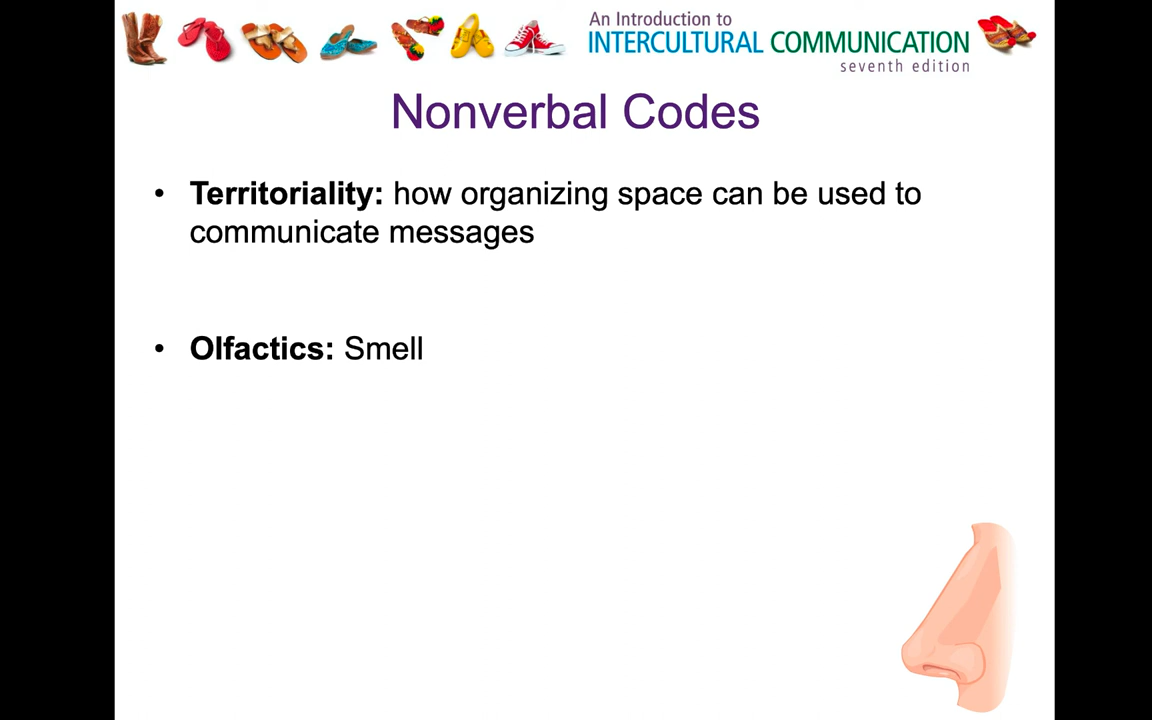 An Introduction to
INTERCULTURAL COMMUNICATION
seventh edition
Nonverbal Codes
• Territoriality: how organizing space can be used to
communicate messages
• Olfactics: Smell